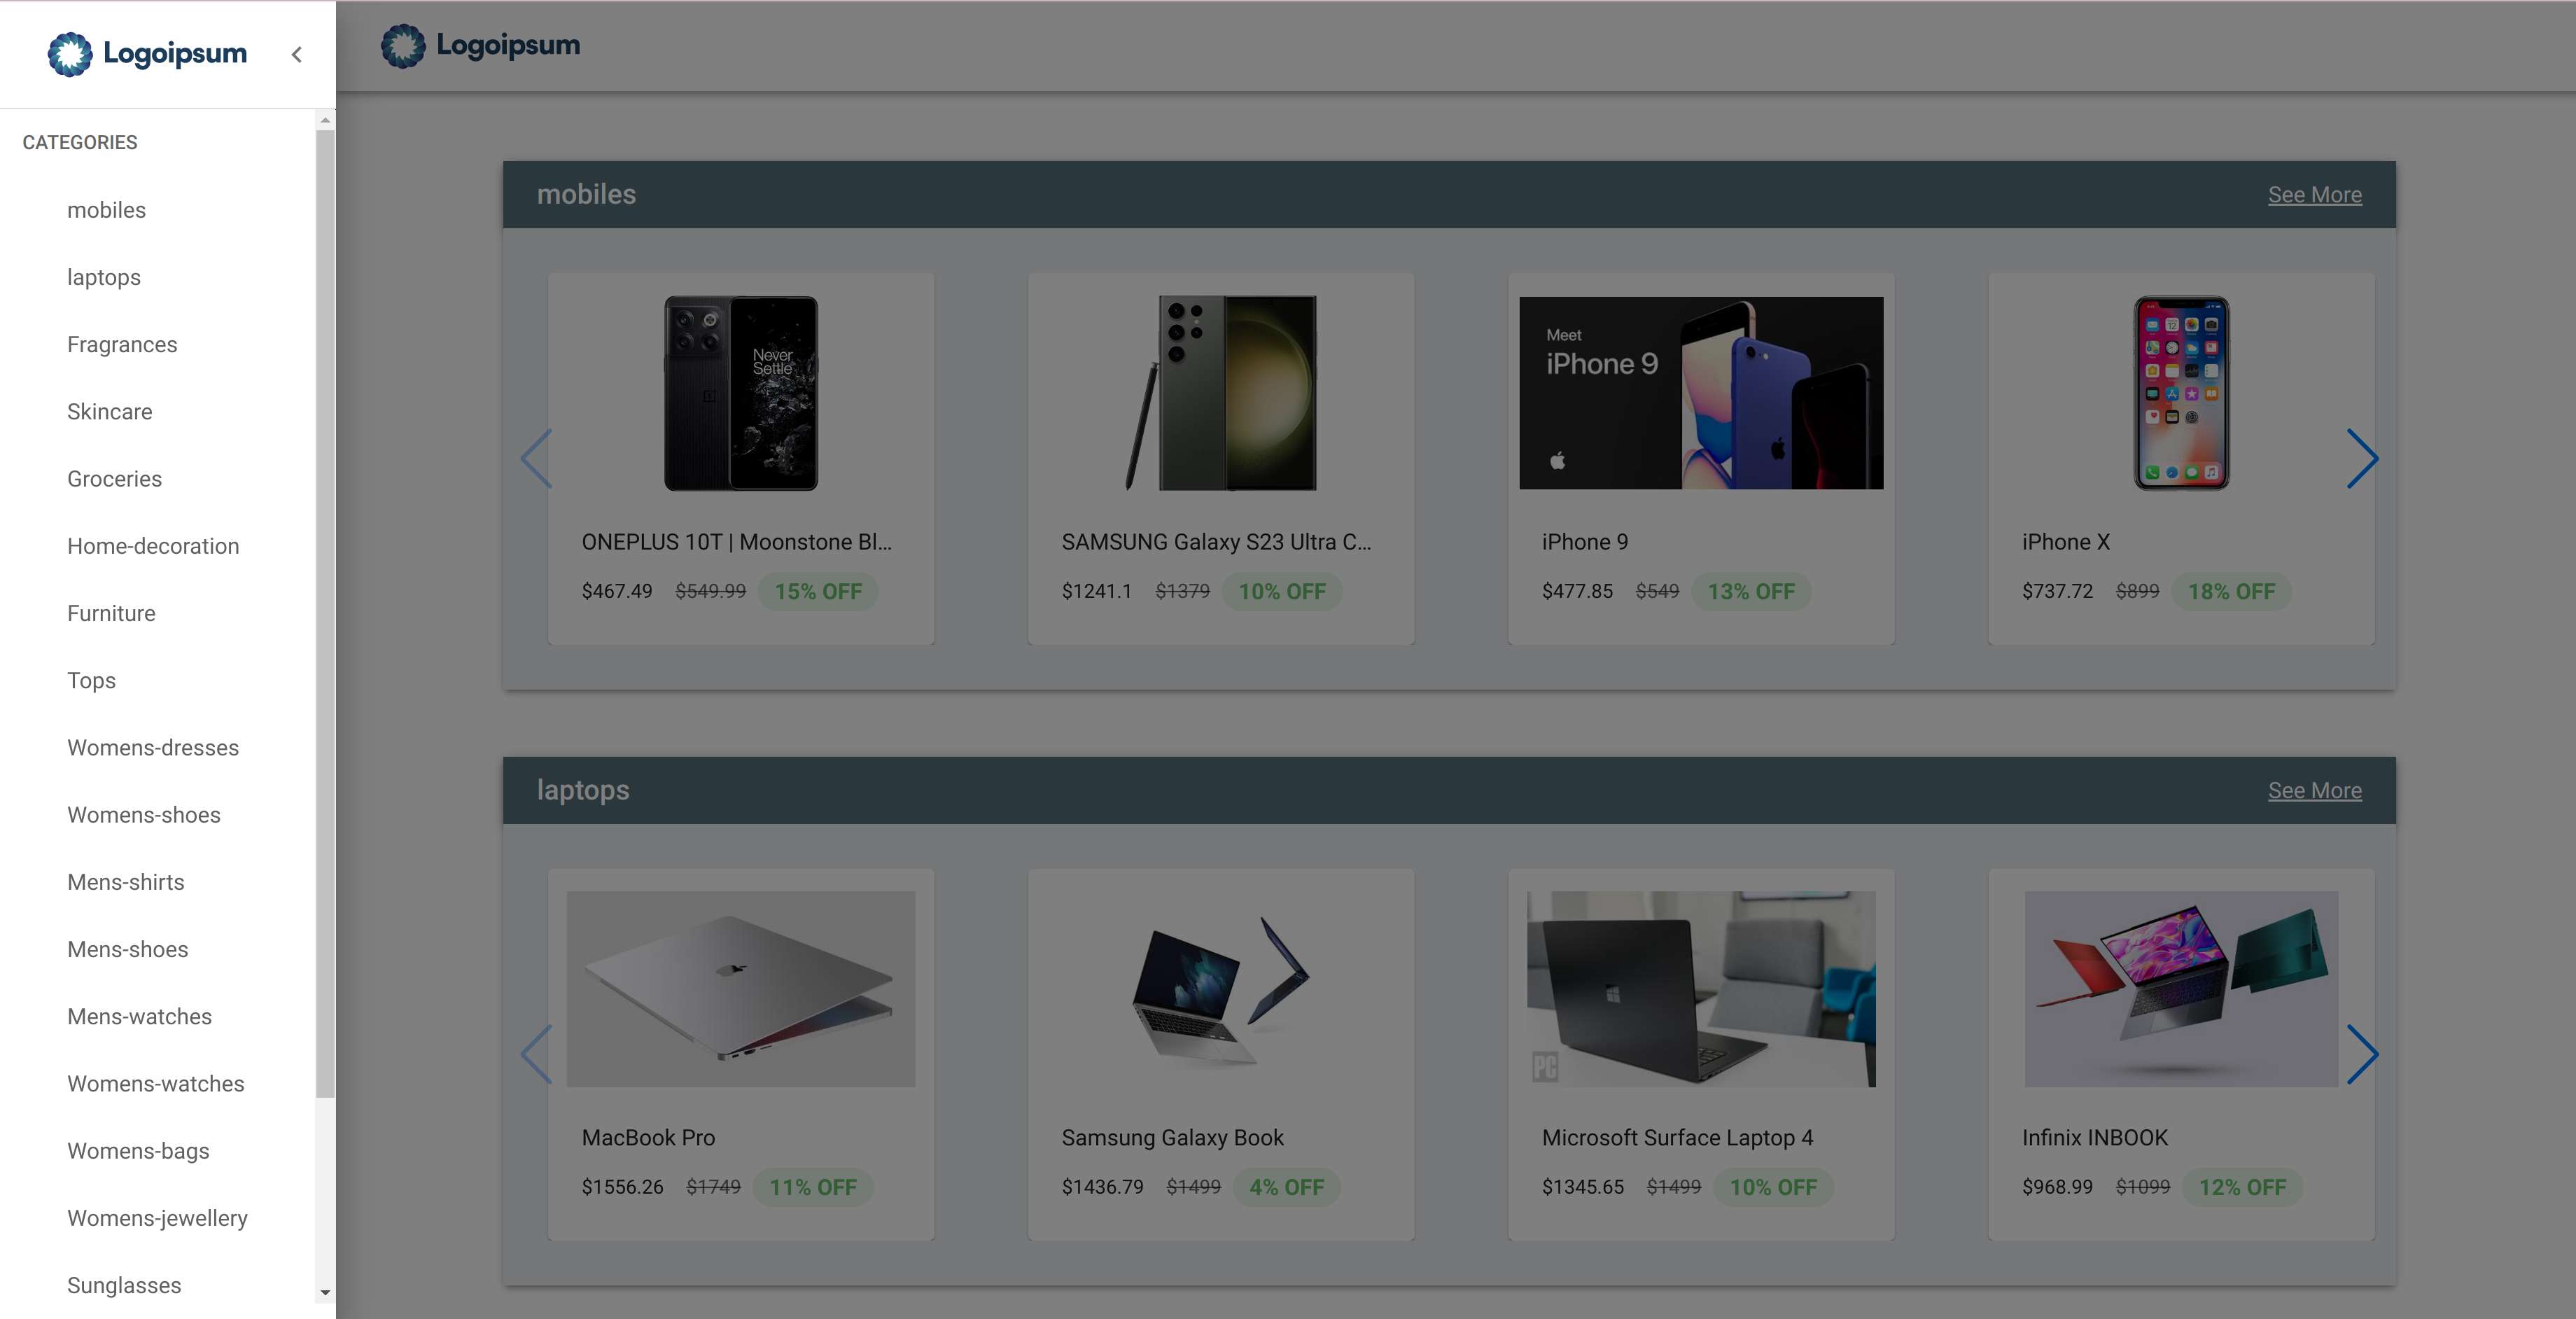 Logoipsum
CATEGORIES
mobiles
laptops
Fragrances
Skincare
Groceries
Home-decoration
Furniture
Tops
Womens-dresses
Womens-shoes
Mens-shirts
Mens-shoes
Mens-watches
Womens-watches
Womens-bags
Womens-jewellery
Sunglasses
Logoipsum
mobiles
See More
Never
Settle
Meet
iPhone 9
ONEPLUS 10T | Moonstone Bl...
$467.49 $549.99 15% OFF
SAMSUNG Galaxy S23 Ultra C...
$1241.1 $1379 10% OFF
iPhone 9
$477.85 $549 13% OFF
iPhone X
$737.72 $899 18% OFF
laptops
See More
PC
MacBook Pro
$1556.26 $1749 11% OFF
Samsung Galaxy Book
$1436.79 $1499 4% OFF
Microsoft Surface Laptop 4
$1345.65 $1499 10% OFF
Infinix INBOOK
$968.99 $1099 12% OFF